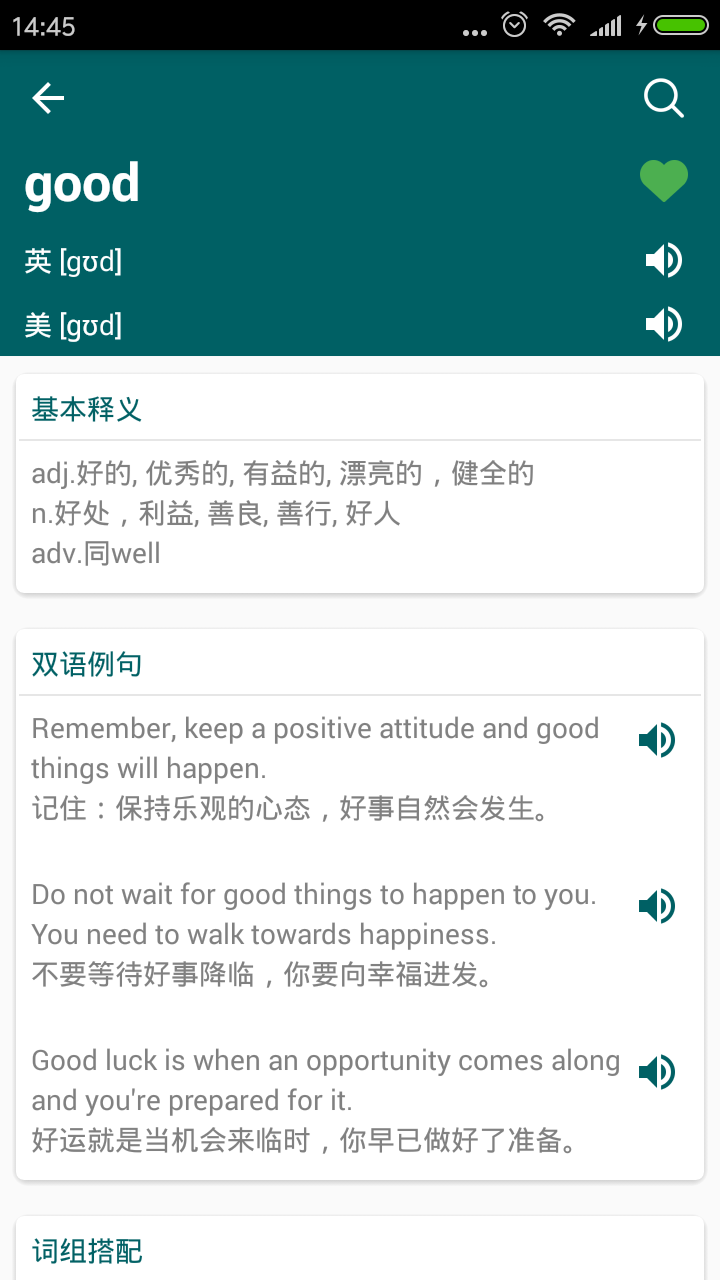 14:45
good
英 [gʊd]
美 [gʊd]
基本释义
adj.好的, 优秀的, 有益的, 漂亮的，健全的
n.好处，利益, 善良, 善行, 好人
adv.同well
双语例句
Remember, keep a positive attitude and good
things will happen.
记住：保持乐观的心态，好事自然会发生。
Do not wait for good things to happen to you.
You need to walk towards happiness.
不要等待好事降临，你要向幸福进发。
Good luck is when an opportunity comes along
and you're prepared for it.
好运就是当机会来临时，你早已做好了准备。
词组搭配